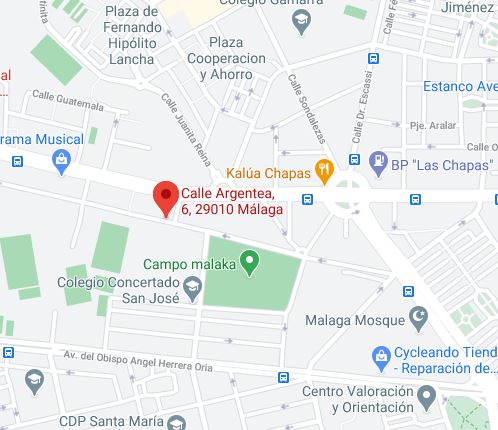 Colegio Gamarra
Plaza de
Fernando
Hipólito
Lancha
Jiménez
Plaza
Cooperacion
y Ahorro
Calle Sondalezas
Calle Dr. Escassi
Estanco Ave
Calle Guatemala
Calle Juanita Reina
Pje. Aralar
Calle O
rama Musical
Kalúa Chapas
BP "Las Chapas"
Calle Argentea,
6, 29010 Málaga
Campo malaka
Colegio Concertado
San José
Malaga Mosque
Cycleando Tiend
- Reparación de...
Av. del Obispo Angel Herrera Oria
Centro Valoración
y Orientación
CDP Santa María